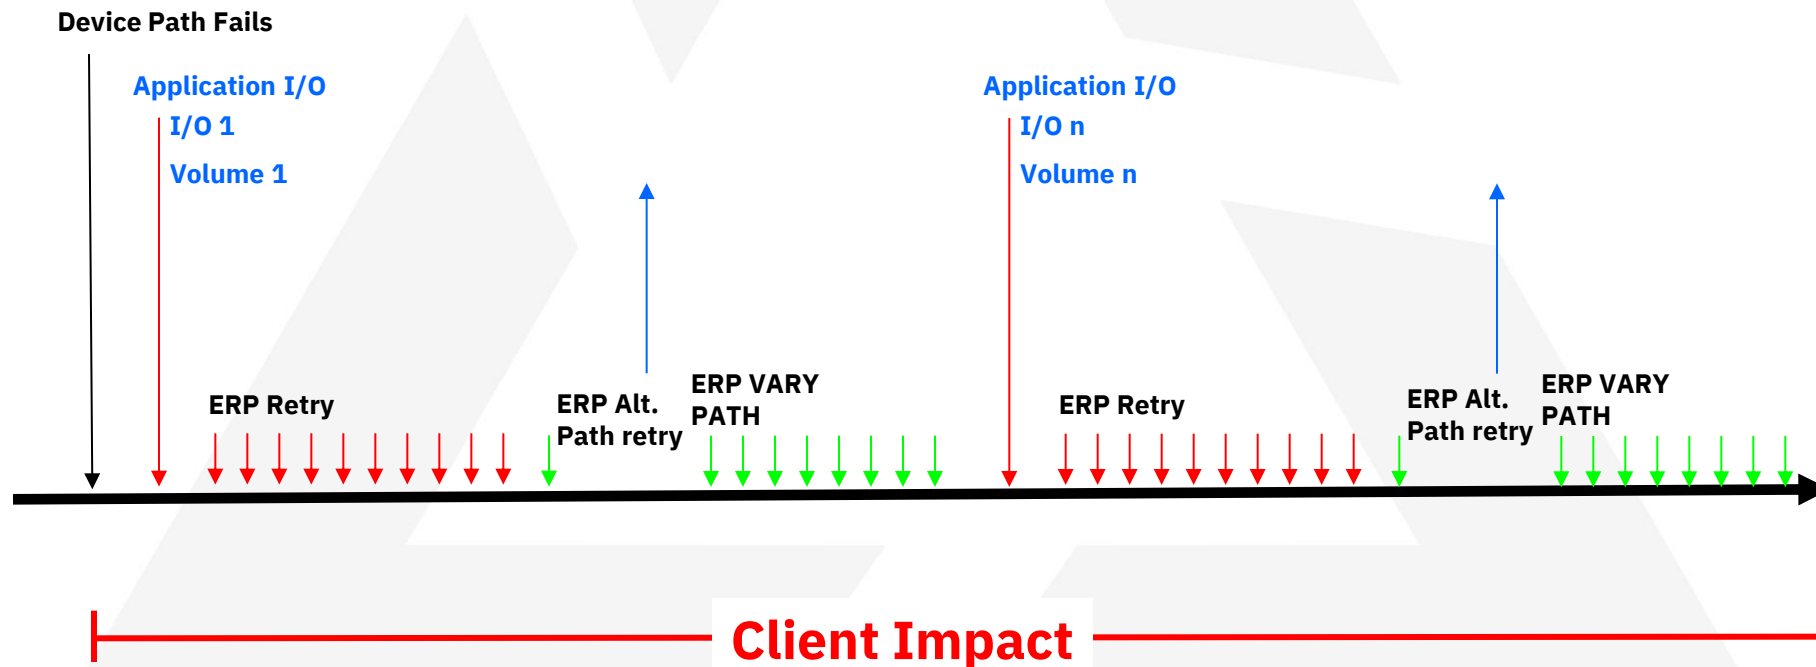 Device Path Fails
Application I/O
I/O 1
Volume 1
Application I/O
I/O n
Volume n
ERP Retry
ERP Alt.
Path retry
ERP VARY
PATH
ERP Retry
ERP Alt.
Path retry
ERP VARY
PATH
Client Impact